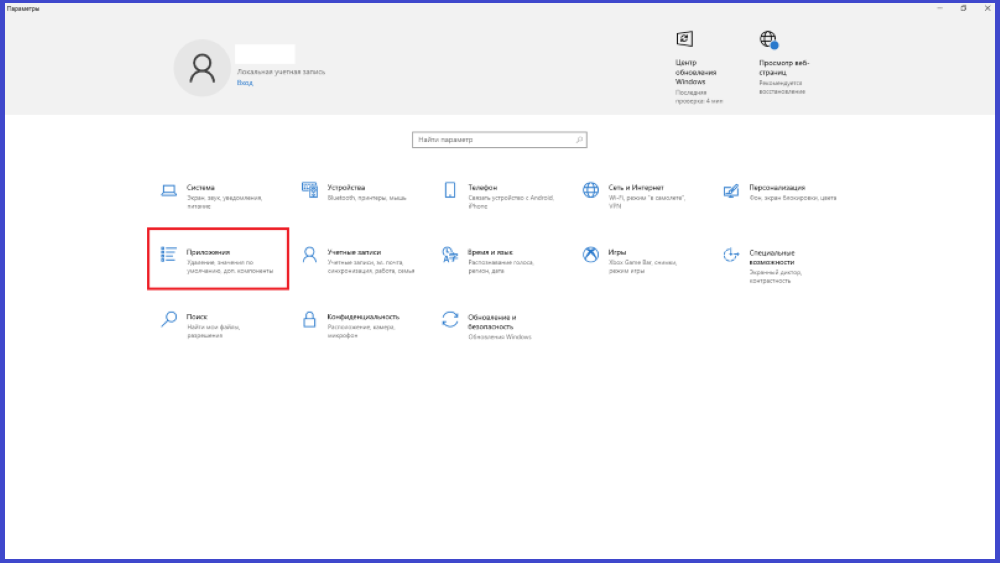 Параметры
Локальная учетная запись
Вход
Центр
обновления
Windows
Последняя
проверка: 4 мин
Просмотр веб-
страниц
Рекомендуется
восстановление
Найти параметр
Система
Экран, звук, уведомления,
питание
Устройства
Bluetooth, принтеры, мышь
Телефон
Связать устройство с Android,
iPhone
Сеть и Интернет
Wi-Fi, режим "в самолете",
VPN
Персонализация
Фон, экран блокировки, цвета
Приложения
Удаление, значения по
умолчанию, доп. компоненты
Учетные записи
Учетные записи, эл. почта,
синхронизация, работа, семья
Время и язык
Распознавание голоса,
регион, дата
Игры
Xbox Game Bar, снимки,
режим игры
Специальные
возможности
Экранный диктор,
контрастность
Поиск
Найти мои файлы,
разрешения
Конфиденциальность
Расположение, камера,
микрофон
Обновление и
безопасность
Обновления Windows